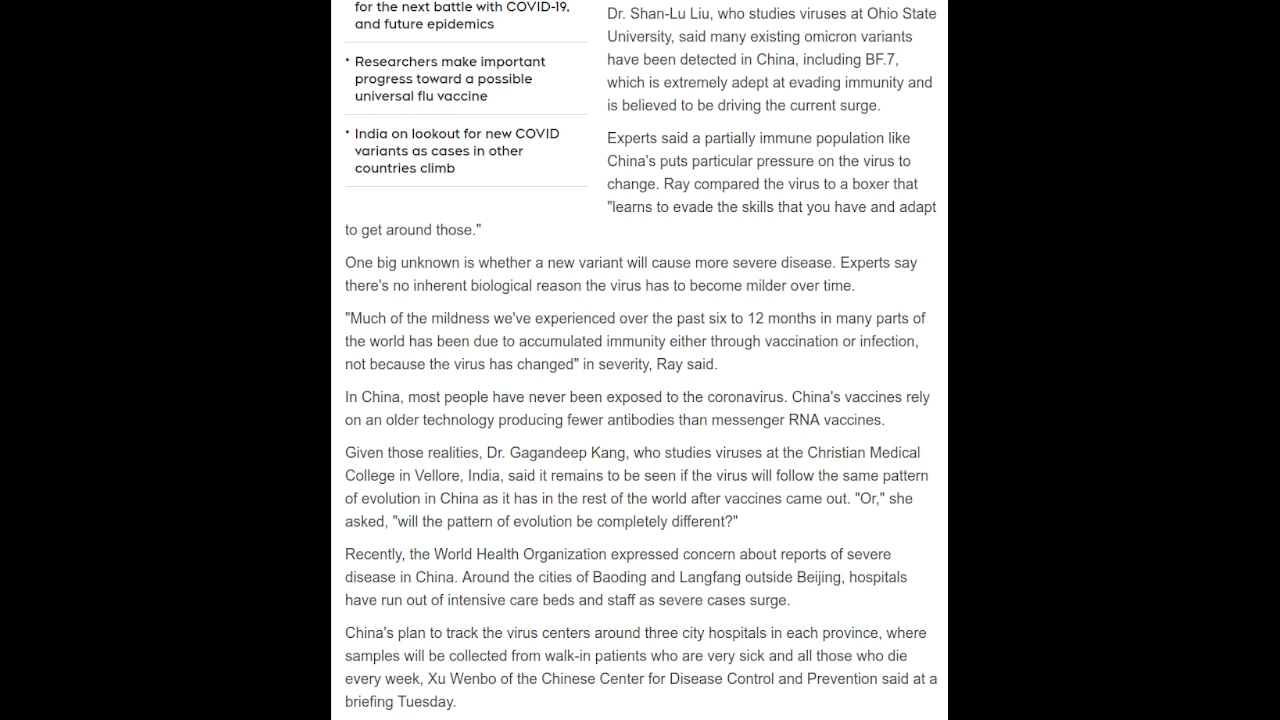 for the next battle with COVID-19,
and future epidemics
• Researchers make important
progress toward a possible
universal flu vaccine
• India on lookout for new COVID
variants as cases in other
countries climb
Dr. Shan-Lu Liu, who studies viruses at Ohio State
University, said many existing omicron variants
have been detected in China, including BF.7,
which is extremely adept at evading immunity and
is believed to be driving the current surge.
Experts said a partially immune population like
China's puts particular pressure on the virus to
change. Ray compared the virus to a boxer that
"learns to evade the skills that you have and adapt
to get around those."
One big unknown is whether a new variant will cause more severe disease. Experts say
there's no inherent biological reason the virus has to become milder over time.
"Much of the mildness we've experienced over the past six to 12 months in many parts of
the world has been due to accumulated immunity either through vaccination or infection,
not because the virus has changed" in severity, Ray said.
In China, most people have never been exposed to the coronavirus. China's vaccines rely
on an older technology producing fewer antibodies than messenger RNA vaccines.
Given those realities, Dr. Gagandeep Kang, who studies viruses at the Christian Medical
College in Vellore, India, said it remains to be seen if the virus will follow the same pattern
of evolution in China as it has in the rest of the world after vaccines came out. "Or," she
asked, "will the pattern of evolution be completely different?"
Recently, the World Health Organization expressed concern about reports of severe
disease in China. Around the cities of Baoding and Langfang outside Beijing, hospitals
have run out of intensive care beds and staff as severe cases surge.
China's plan to track the virus centers around three city hospitals in each province, where
samples will be collected from walk-in patients who are very sick and all those who die
every week, Xu Wenbo of the Chinese Center for Disease Control and Prevention said at a
briefing Tuesday.